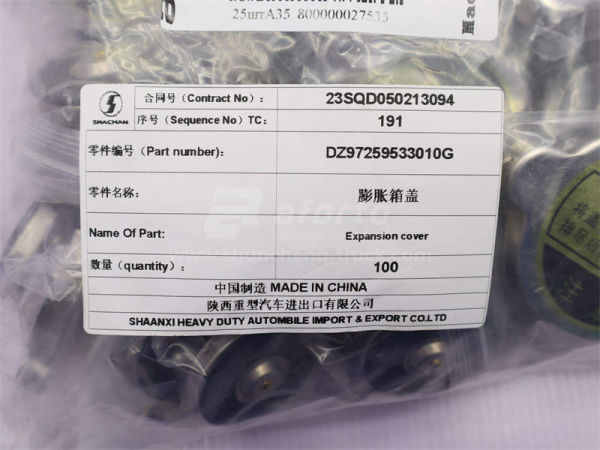 25штA35 800000027535
SHACMAN
合同号（Contract No）： 23SQD050213094
序号（Sequence No）TC： 191
零件编号（Part number）: DZ97259533010G
零件名称： 膨胀箱盖
Name Of Part: Expansion cover
数量（quantity）: 100
中国制造 MADE IN CHINA
陕西重型汽车进出口有限公司
SHAANXI HEAVY DUTY AUTOMBILE IMPORT & EXPORT CO.LTD
aforto